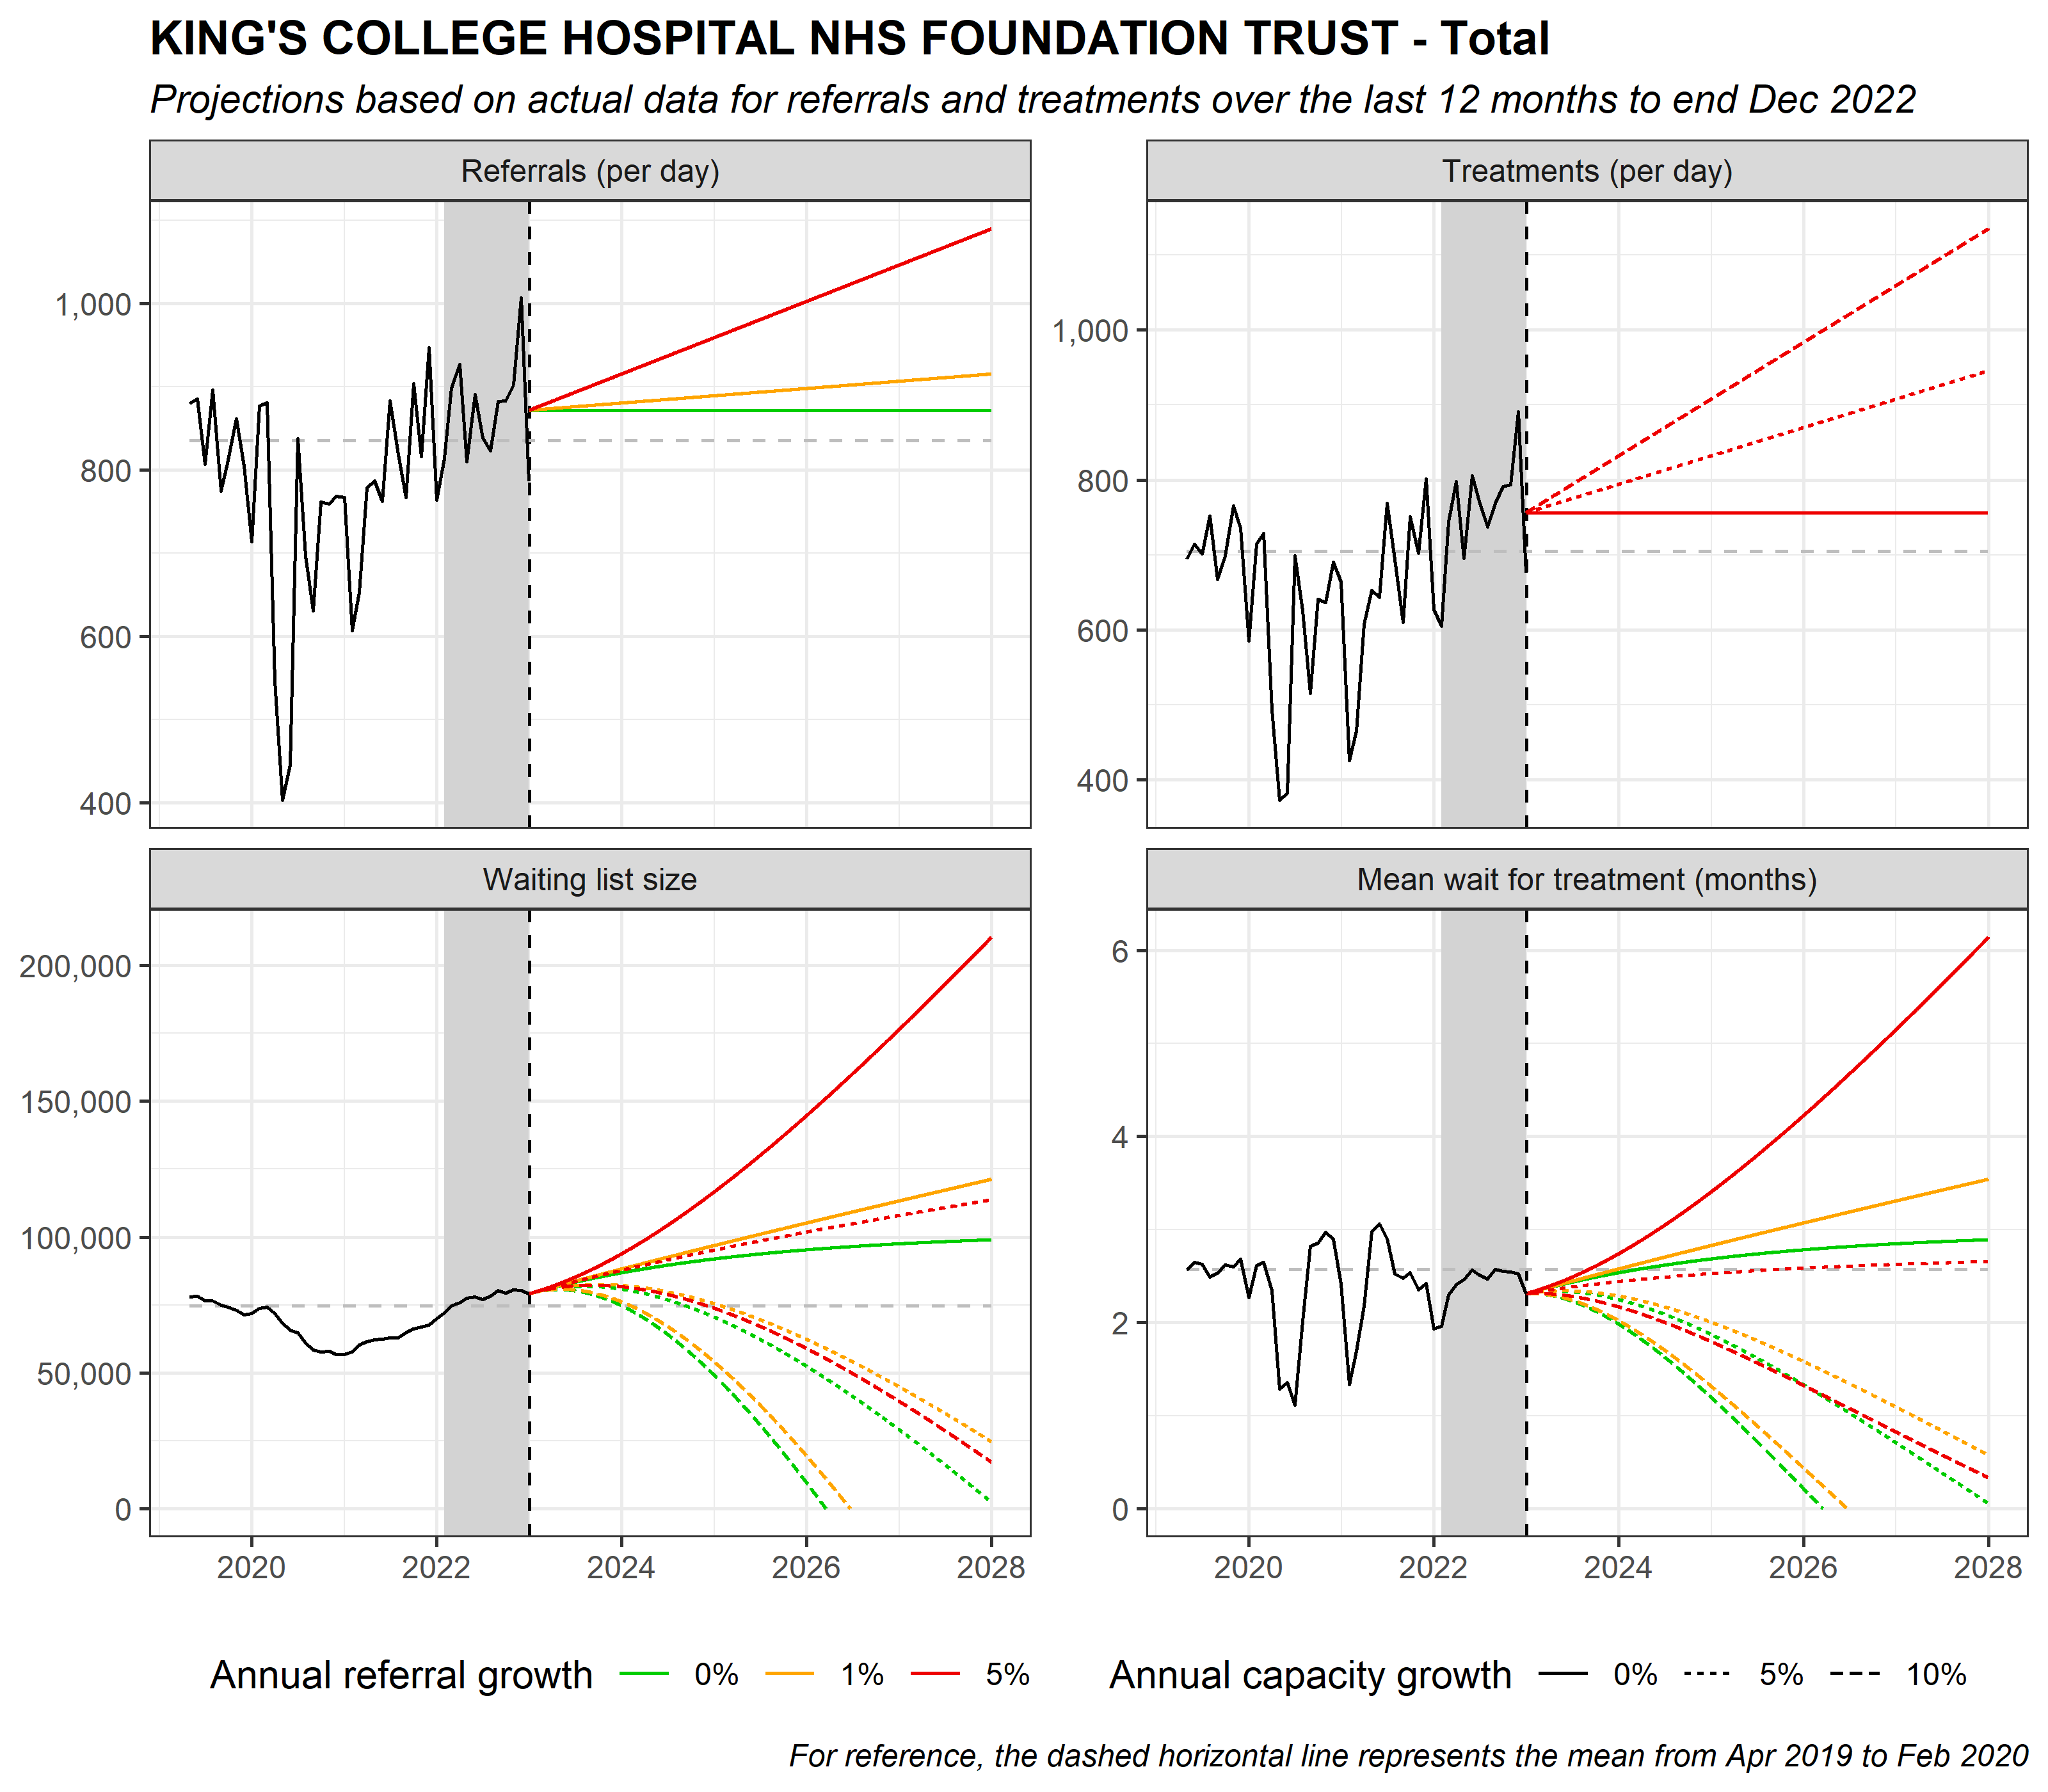 KING'S COLLEGE HOSPITAL NHS FOUNDATION TRUST - Total
Projections based on actual data for referrals and treatments over the last 12 months to end Dec 2022
Referrals (per day)
1,000
800
600
400
Treatments (per day)
1,000
800
600
400
Waiting list size
200,000
150,000
100,000
50,000
0
2020 2022 2024 2026 2028
Mean wait for treatment (months)
6
4
2
0
2020 2022 2024 2026 2028
Annual referral growth 0% 1% 5%
Annual capacity growth 0% 5% 10%
For reference, the dashed horizontal line represents the mean from Apr 2019 to Feb 2020